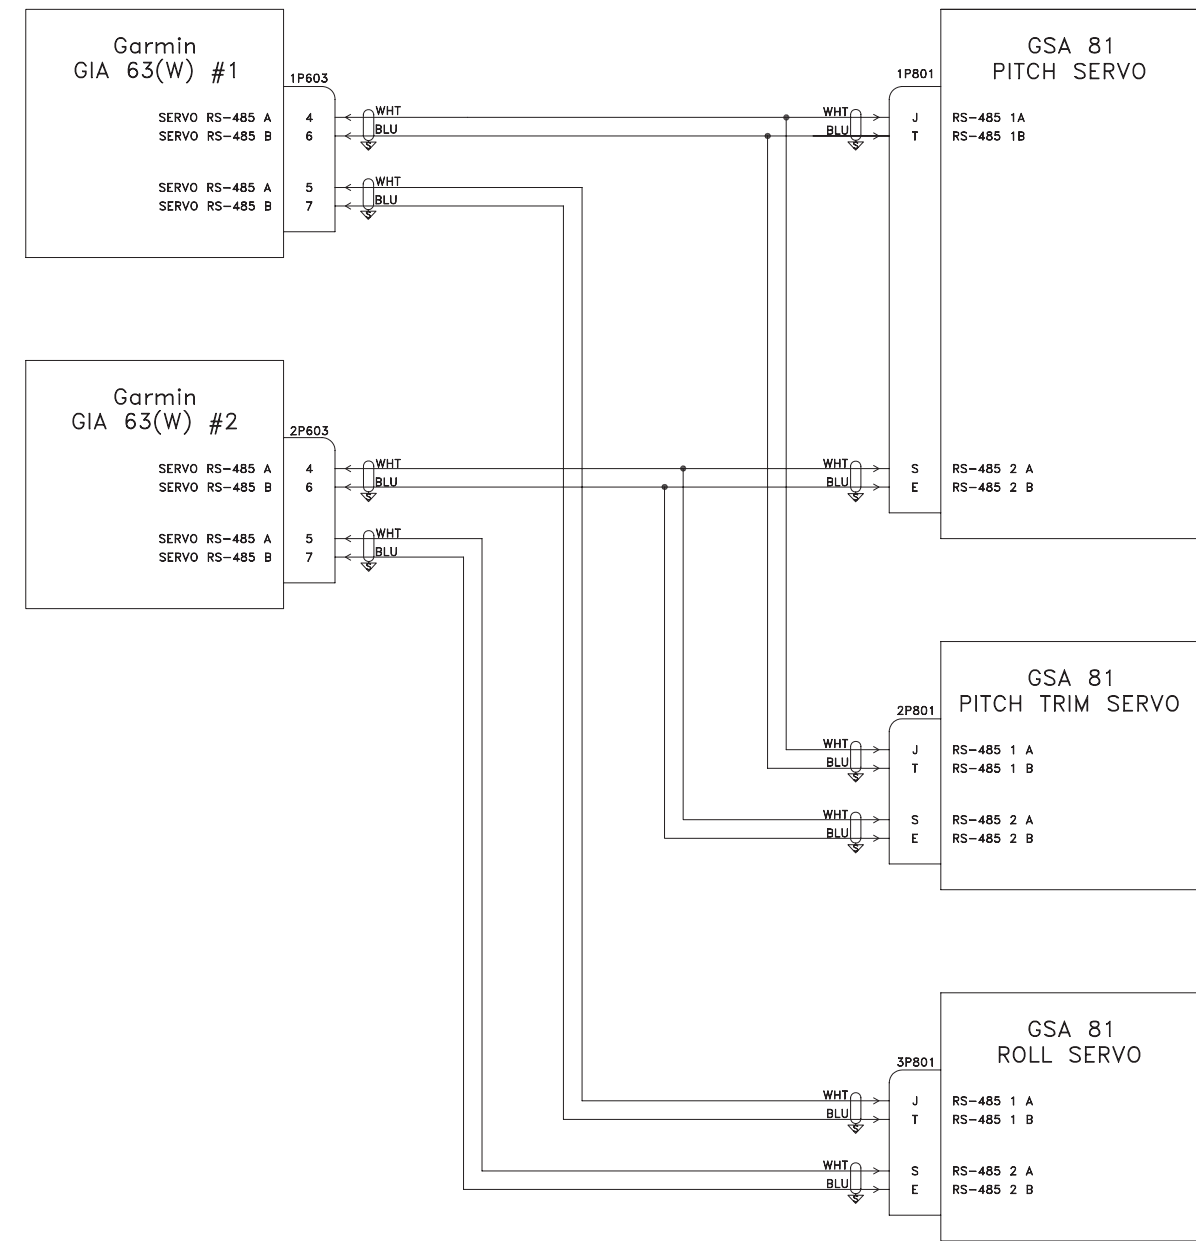 Garmin
GIA 63(W) #1
1P603
SERVO RS-485 A 4 WHT
SERVO RS-485 B 6 BLU
S
SERVO RS-485 A 5 WHT
SERVO RS-485 B 7 BLU
S
GSA 81
PITCH SERVO
1P801
WHT J RS-485 1A
BLU T RS-485 1B
S
WHT S RS-485 2 A
BLU E RS-485 2 B
S
Garmin
GIA 63(W) #2
2P603
SERVO RS-485 A 4 WHT
SERVO RS-485 B 6 BLU
S
SERVO RS-485 A 5 WHT
SERVO RS-485 B 7 BLU
S
GSA 81
PITCH TRIM SERVO
2P801
WHT J RS-485 1 A
BLU T RS-485 1 B
S
WHT S RS-485 2 A
BLU E RS-485 2 B
S
GSA 81
ROLL SERVO
3P801
WHT J RS-485 1 A
BLU T RS-485 1 B
S
WHT S RS-485 2 A
BLU E RS-485 2 B
S